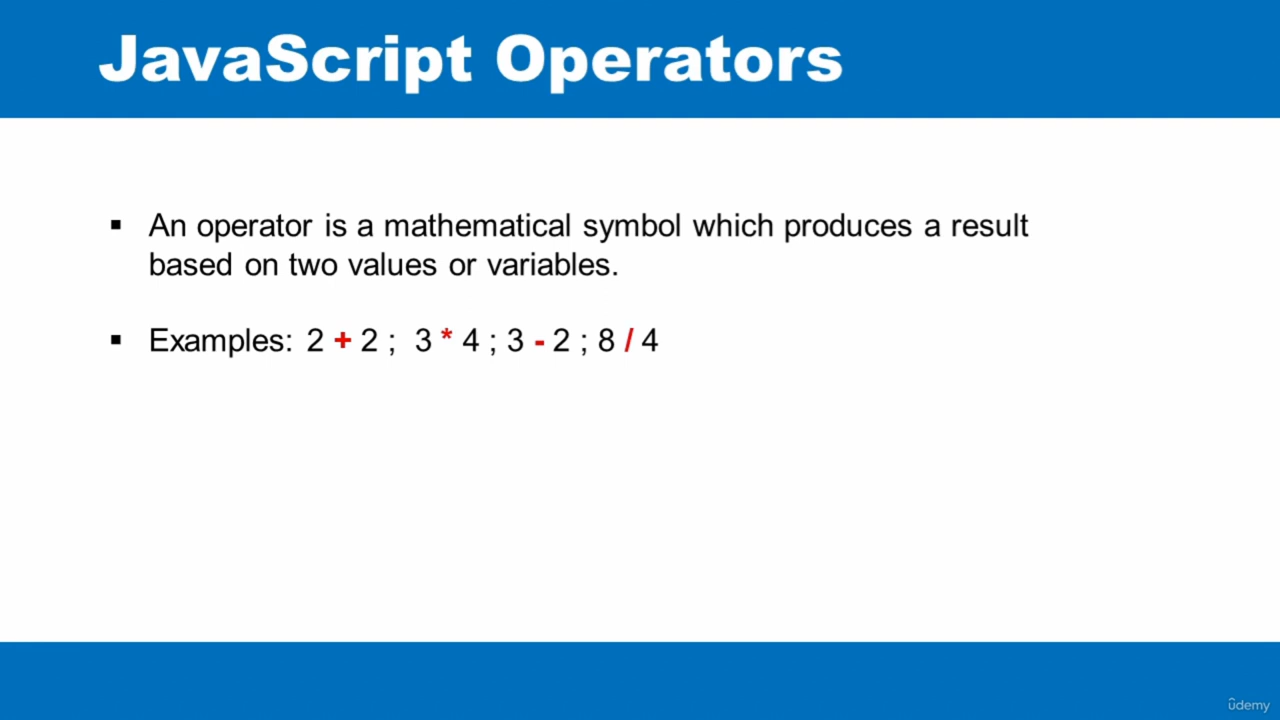 JavaScript Operators
▪ An operator is a mathematical symbol which produces a result
based on two values or variables.
▪ Examples: 2 + 2 ; 3 * 4 ; 3 - 2 ; 8 / 4
ûdemy